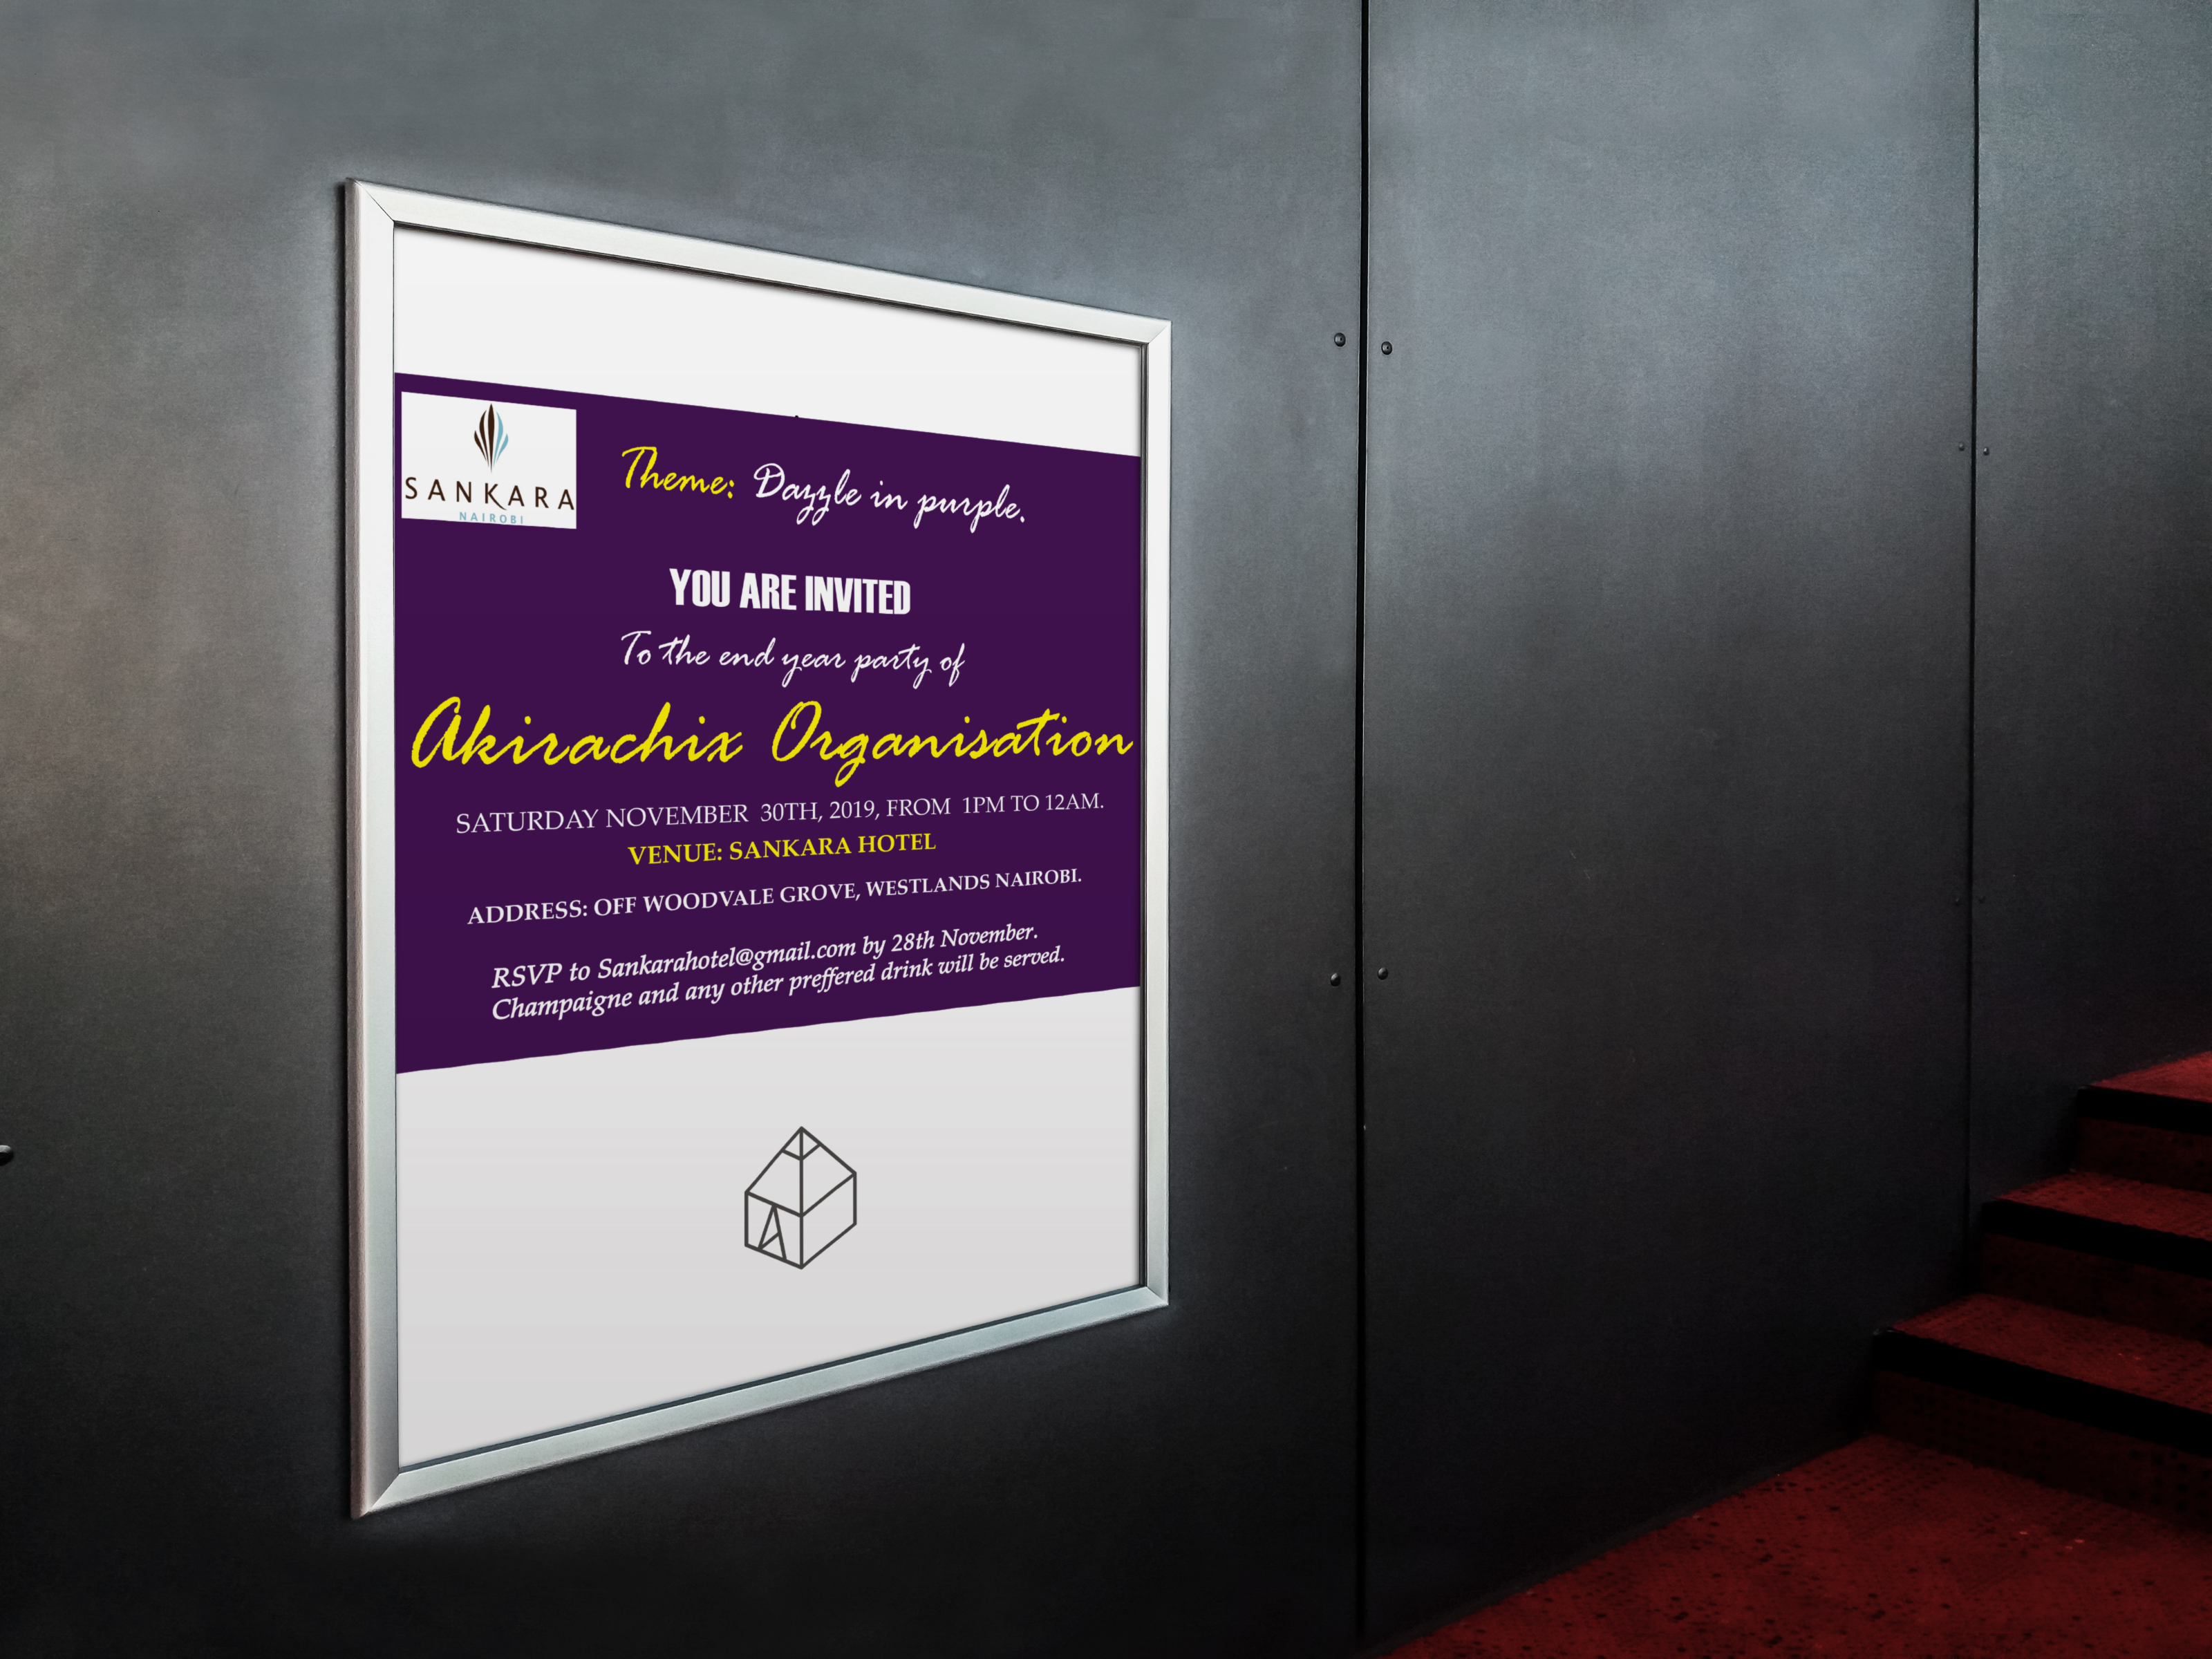 SANKARA
NAIROBI
Theme: Dazzle in purple.
YOU ARE INVITED
To the end year party of
Akirachix Organisation
SATURDAY NOVEMBER 30TH, 2019, FROM 1PM TO 12AM.
VENUE: SANKARA HOTEL
ADDRESS: OFF WOODVALE GROVE, WESTLANDS NAIROBI.
RSVP to Sankarahotel@gmail.com by 28th November.
Champaigne and any other preffered drink will be served.